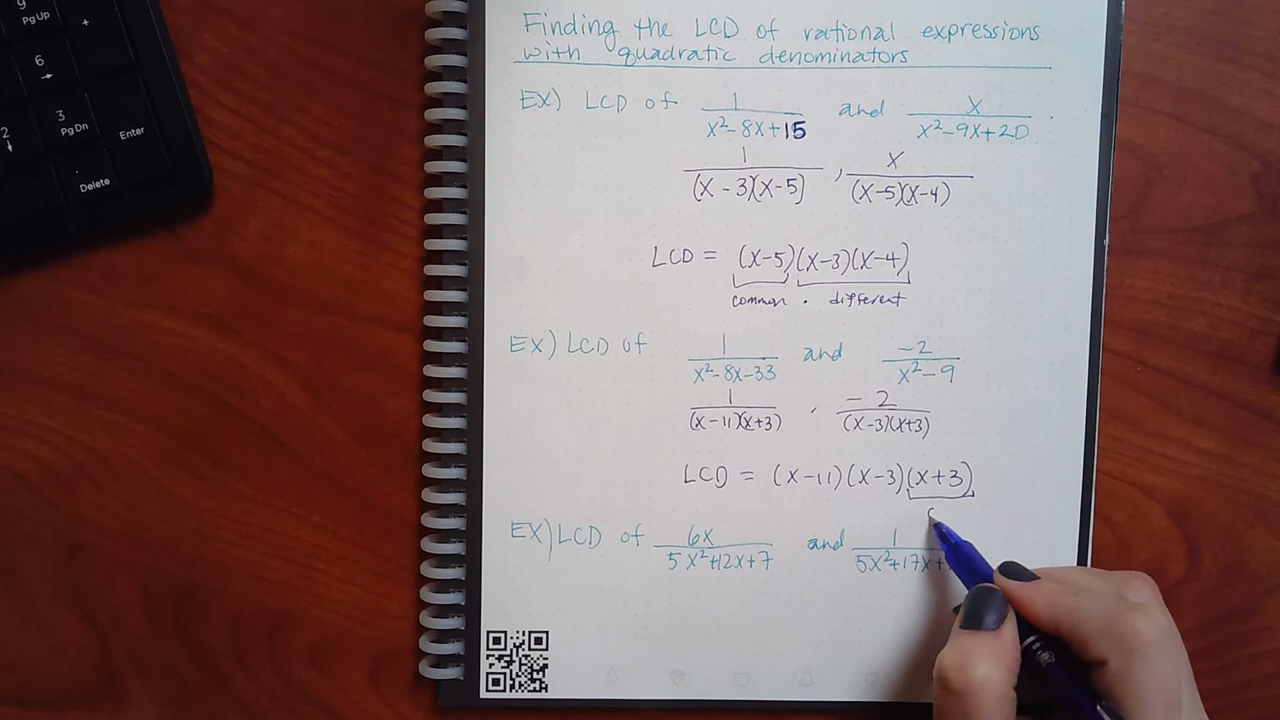 9
PgUp
+
6
→
2
↓
3
PgDn
Enter
.
Delete
Finding the LCD of rational expressions
with quadratic denominators
EX) LCD of 1/(x²-8x+15) and x/(x²-9x+20).
1/((x-3)(x-5)) , x/((x-5)(x-4))
LCD = (x-5)(x-3)(x-4)
common . different
EX) LCD of 1/(x²-8x-33) and -2/(x²-9)
1/((x-11)(x+3)) , -2/((x-3)(x+3))
LCD = (x-11)(x-3)(x+3)
EX) LCD of 6x/(5x²+12x+7) and 1/(5x²+17x+